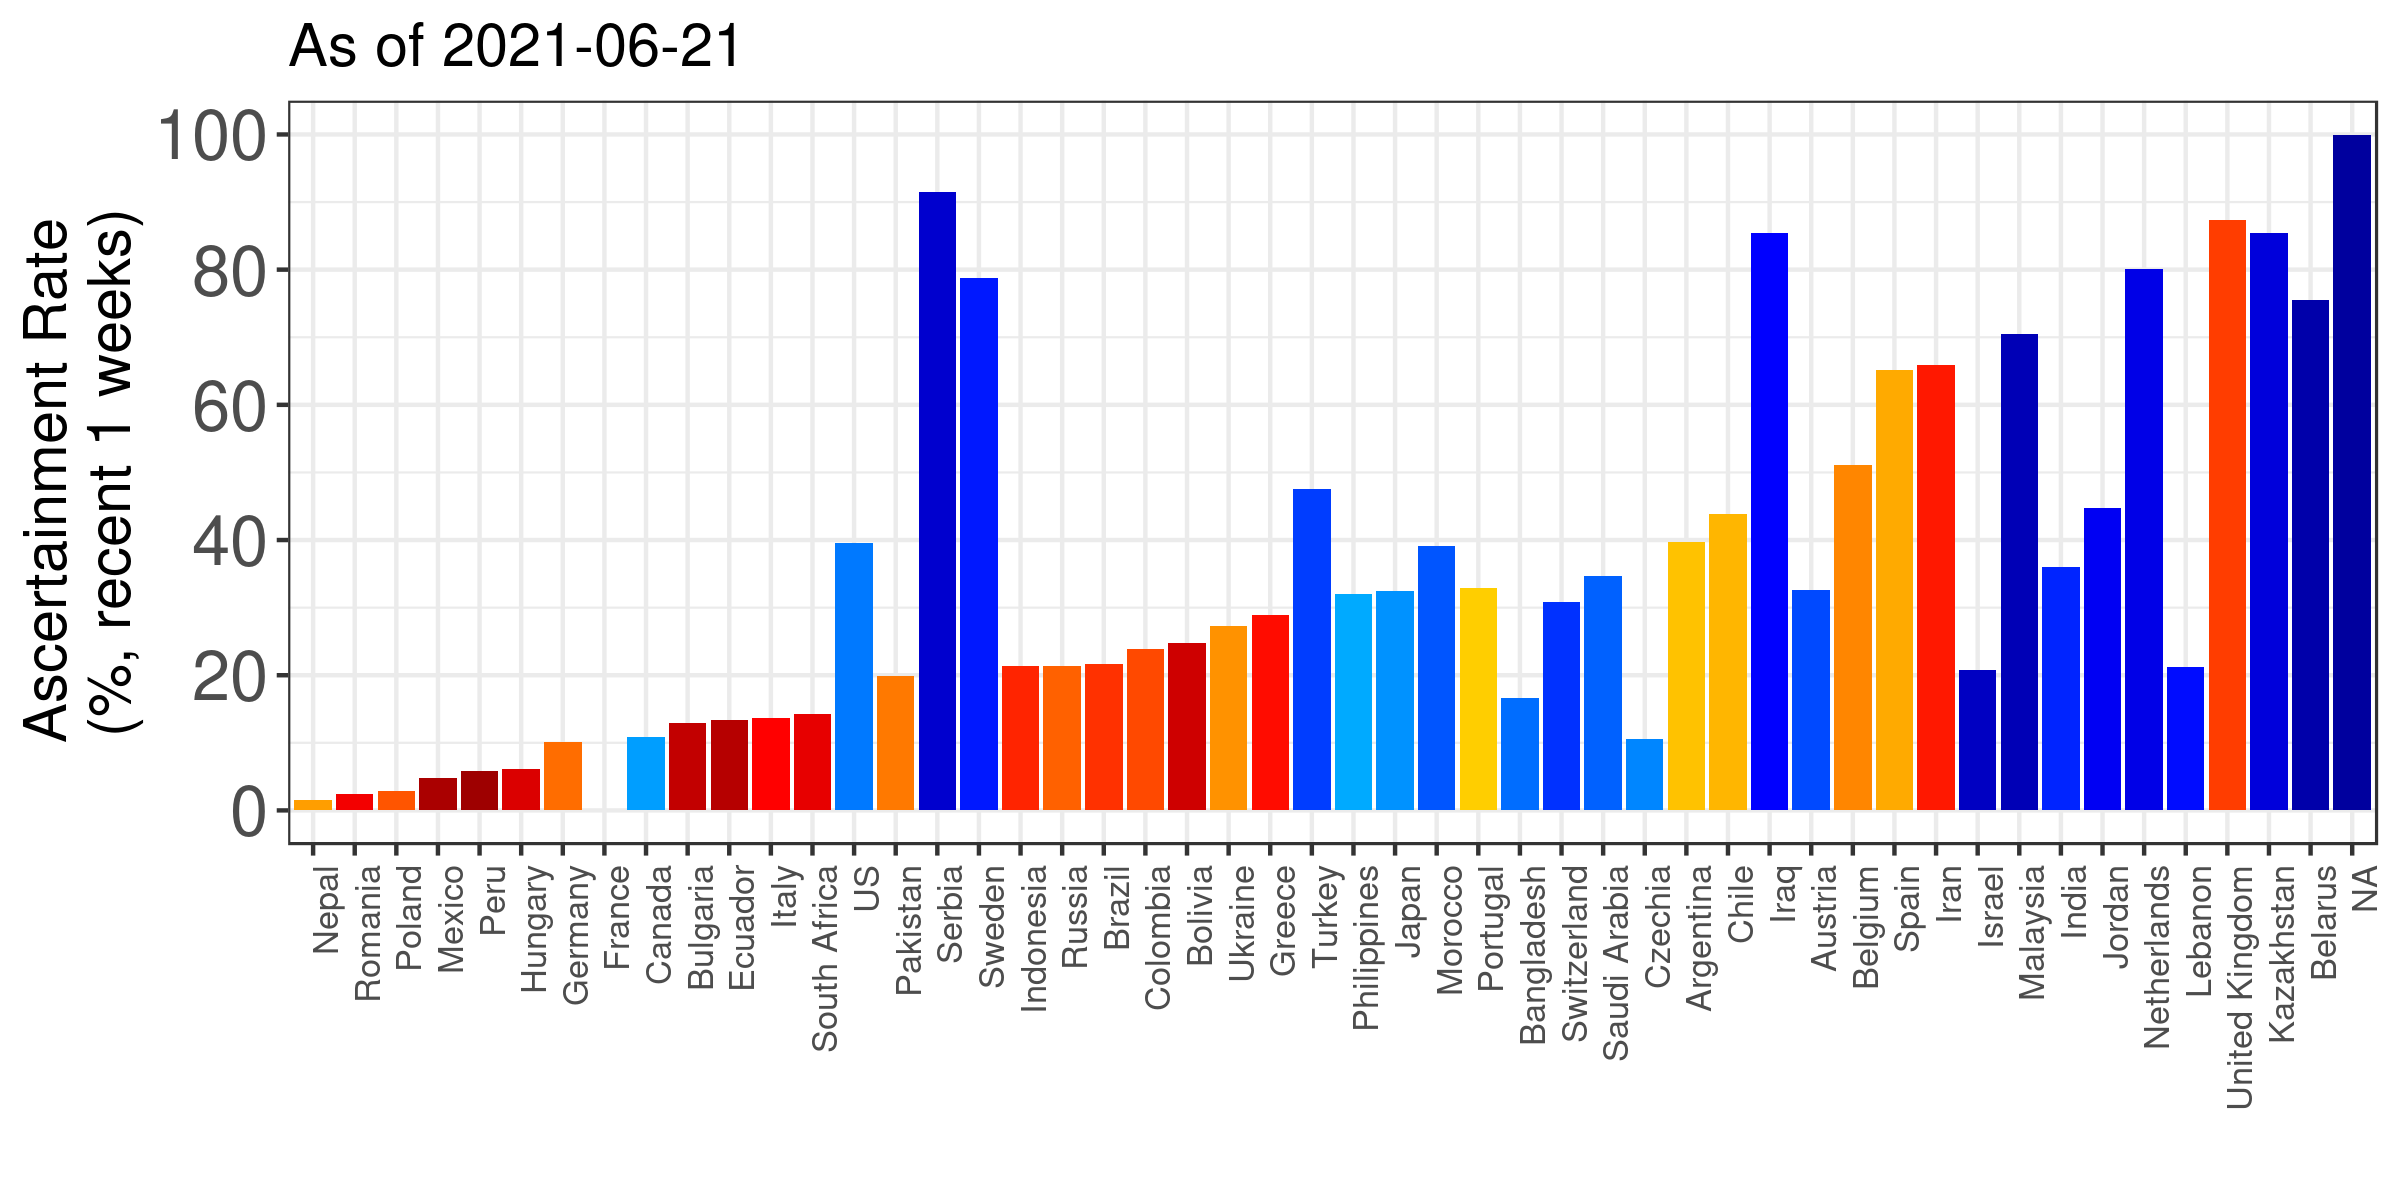 As of 2021-06-21
Ascertainment Rate
(%, recent 1 weeks)
100
80
60
40
20
0
Nepal
Romania
Poland
Mexico
Peru
Hungary
Germany
France
Canada
Bulgaria
Ecuador
Italy
South Africa
US
Pakistan
Serbia
Sweden
Indonesia
Russia
Brazil
Colombia
Bolivia
Ukraine
Greece
Turkey
Philippines
Japan
Morocco
Portugal
Bangladesh
Switzerland
Saudi Arabia
Czechia
Argentina
Chile
Iraq
Austria
Belgium
Spain
Iran
Israel
Malaysia
India
Jordan
Netherlands
Lebanon
United Kingdom
Kazakhstan
Belarus
NA